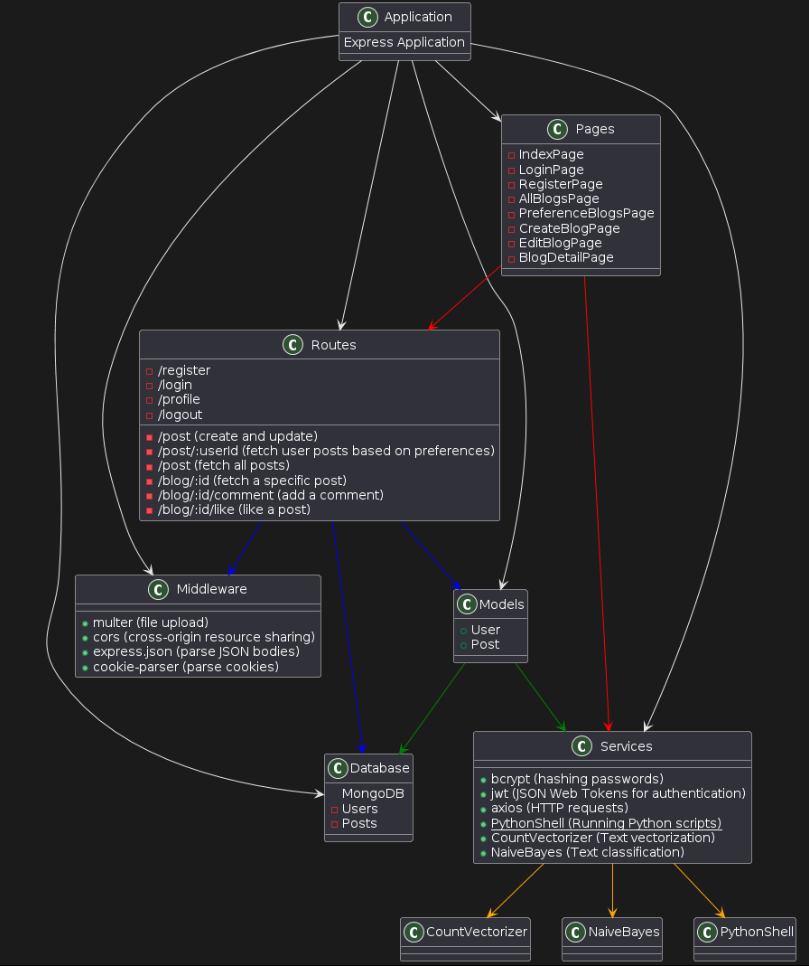 C Application
Express Application
C Pages
IndexPage
LoginPage
RegisterPage
AllBlogsPage
PreferenceBlogsPage
CreateBlogPage
EditBlogPage
BlogDetailPage
C Routes
/register
/login
/profile
/logout
/post (create and update)
/post/:userId (fetch user posts based on preferences)
/post (fetch all posts)
/blog/:id (fetch a specific post)
/blog/:id/comment (add a comment)
/blog/:id/like (like a post)
C Middleware
multer (file upload)
cors (cross-origin resource sharing)
express.json (parse JSON bodies)
cookie-parser (parse cookies)
C Models
User
Post
C Database
MongoDB
Users
Posts
C Services
bcrypt (hashing passwords)
jwt (JSON Web Tokens for authentication)
axios (HTTP requests)
PythonShell (Running Python scripts)
CountVectorizer (Text vectorization)
NaiveBayes (Text classification)
C CountVectorizer
C NaiveBayes
C PythonShell